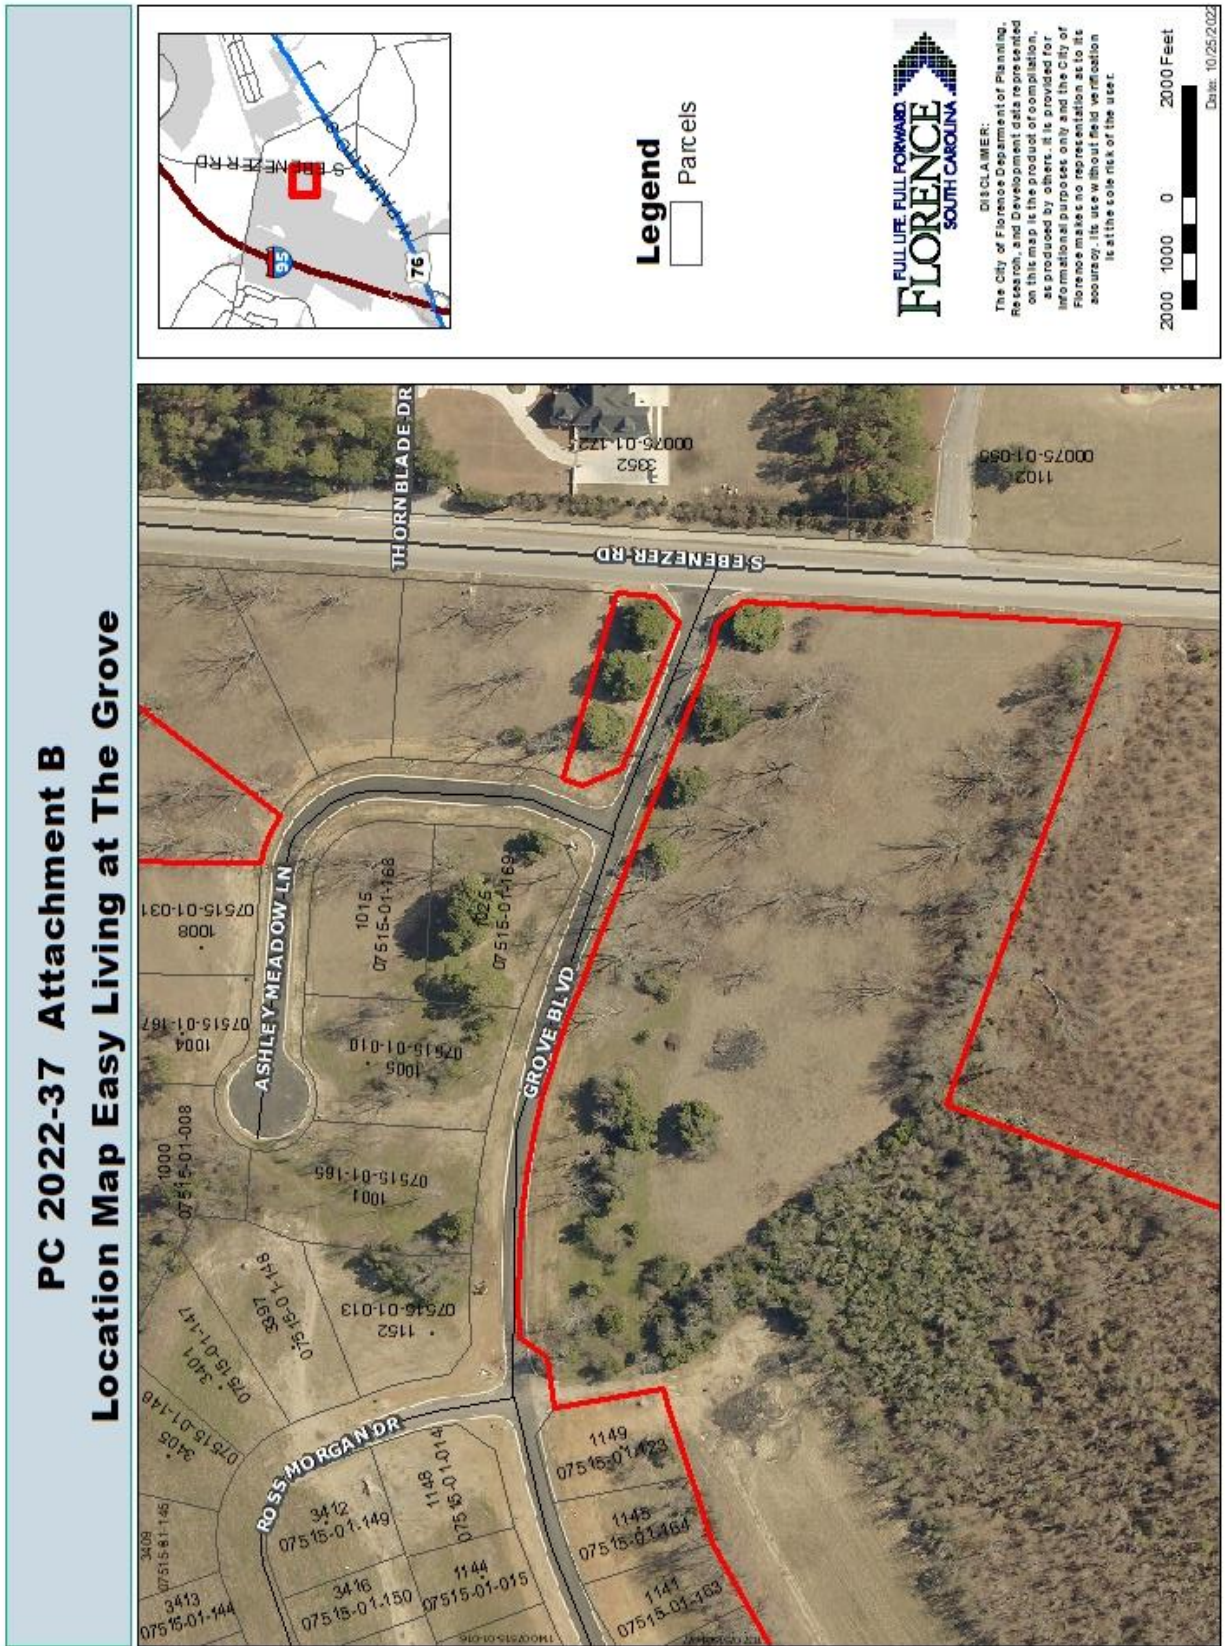 PC 2022-37 Attachment B
Location Map Easy Living at The Grove
ROSS MORGAN DR
ASHLEY MEADOW LN
GROVE BLVD
THORNBLADE DR
S EBENEZER RD
3409
07515-01-145
3413
07515-01-144
3405
3401
07515-01-147
3397
07515-01-148
1000
07515-01-008
1004
07515-01-167
1008
07515-01-031
3412
07515-01-149
3416
07515-01-150
1148
07515-01-014
1144
07515-01-015
1152
07515-01-013
1001
07515-01-165
1005
07515-01-010
1015
07515-01-168
1025
07515-01-169
1149
07515-01-123
1145
07515-01-164
1141
07515-01-163
3352
00075-01-172
1102
00075-01-055
S EBENEZER RD
W PALMETTO ST
95
76
Legend
Parcels
FULL LIFE. FULL FORWARD.
FLORENCE
SOUTH CAROLINA
DISCLAIMER:
The City of Florence Deparment of Planning,
Research, and Development data represented
on this map is the product of compilation,
as produced by others. It is provided for
informational purposes only and the City of
Florence makes no representation as to its
accuracy. Its use without field verification
is at the sole risk of the user.
2000 1000 0 2000 Feet
Date: 10/25/2022